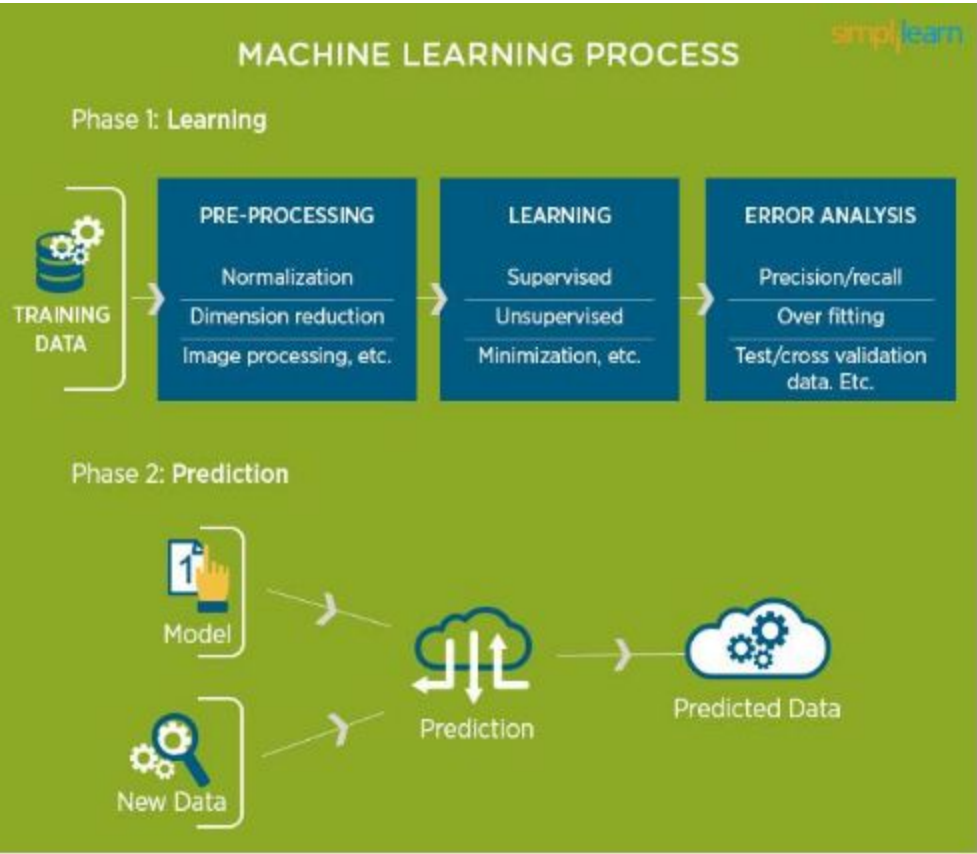 simplilearn
MACHINE LEARNING PROCESS
Phase 1: Learning
TRAINING
DATA
PRE-PROCESSING
Normalization
Dimension reduction
Image processing, etc.
LEARNING
Supervised
Unsupervised
Minimization, etc.
ERROR ANALYSIS
Precision/recall
Over fitting
Test/cross validation
data. Etc.
Phase 2: Prediction
1
Model
New Data
Prediction
Predicted Data